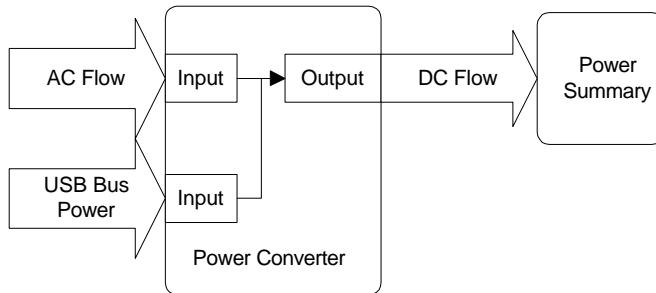 AC Flow
Input
Output
DC Flow
Power
Summary
USB Bus
Power
Input
Power Converter